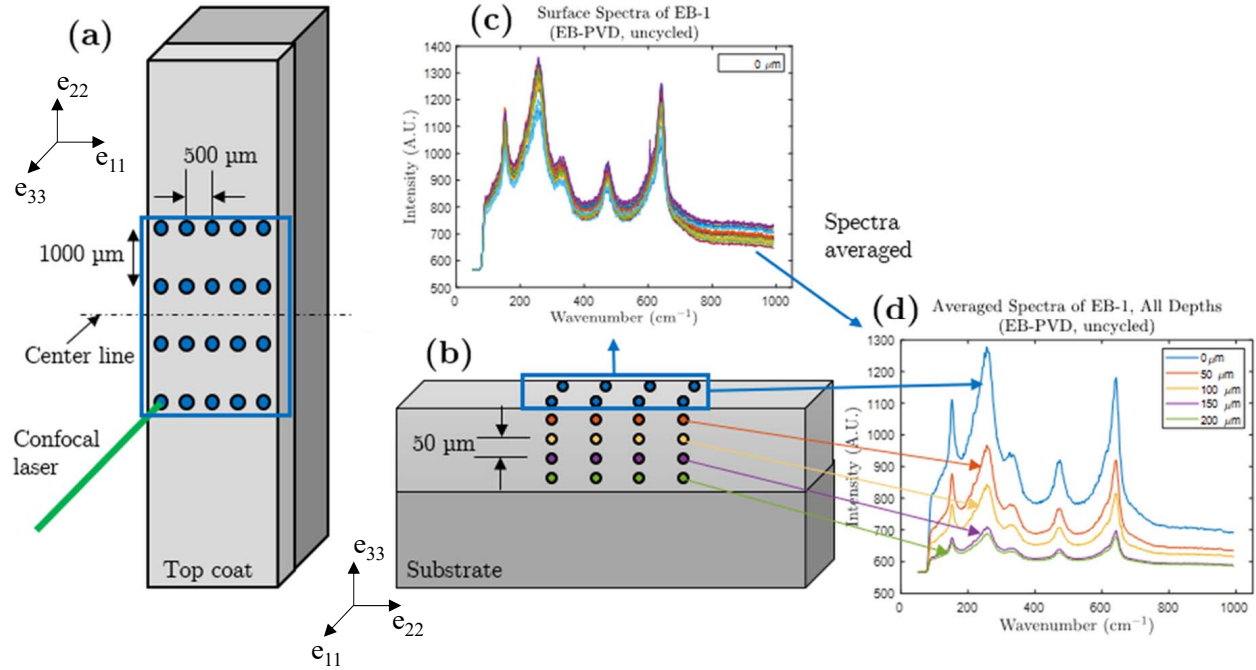 (a)
e22
e11
e33
500 µm
1000 µm
Center line
Confocal
laser
Top coat
(c)
Surface Spectra of EB-1
(EB-PVD, uncycled)
0 µm
Intensity (A.U.)
1400
1300
1200
1100
1000
900
800
700
600
500
0 200 400 600 800 1000
Wavenumber (cm⁻¹)
Spectra
averaged
(b)
50 µm
Substrate
e33
e22
e11
(d)
Averaged Spectra of EB-1, All Depths
(EB-PVD, uncycled)
0 µm
50 µm
100 µm
150 µm
200 µm
Intensity (A.U.)
1300
1200
1100
1000
900
800
700
600
500
0 200 400 600 800 1000
Wavenumber (cm⁻¹)